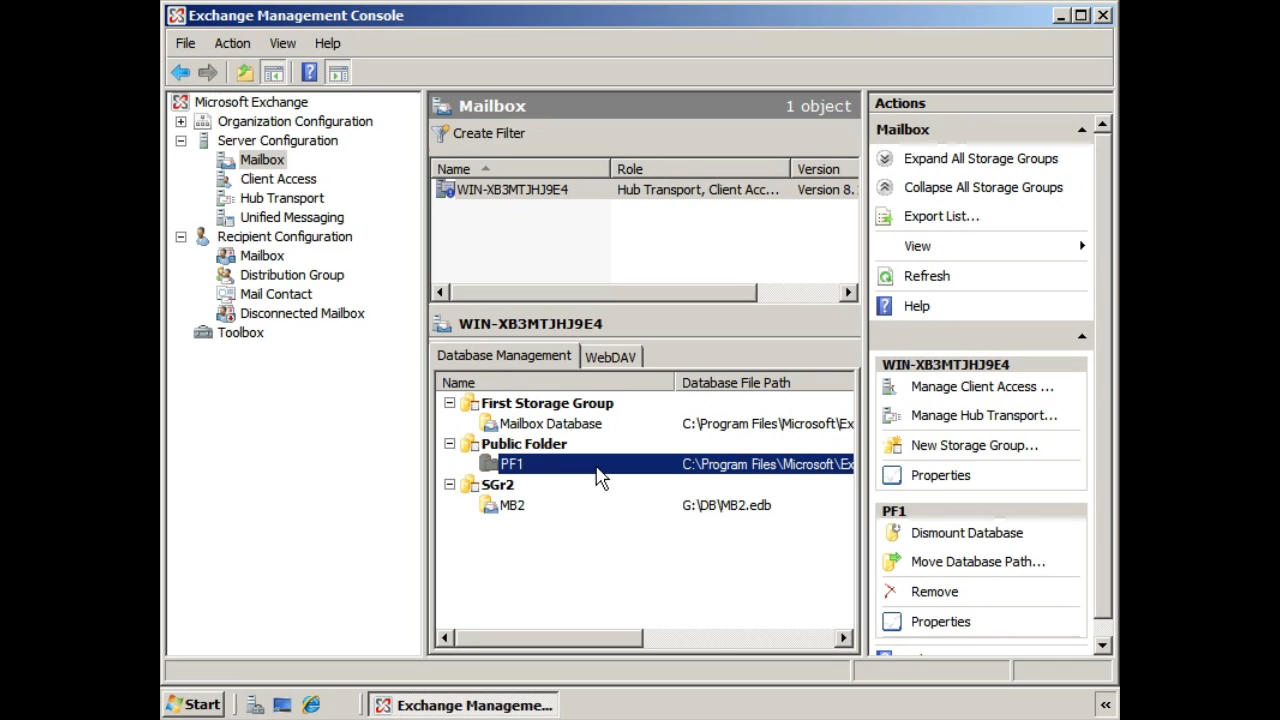 Exchange Management Console
File Action View Help
Microsoft Exchange
Organization Configuration
Server Configuration
Mailbox
Client Access
Hub Transport
Unified Messaging
Recipient Configuration
Mailbox
Distribution Group
Mail Contact
Disconnected Mailbox
Toolbox
Mailbox 1 object
Create Filter
Name Role Version
WIN-XB3MTJHJ9E4 Hub Transport, Client Acc... Version 8.
WIN-XB3MTJHJ9E4
Database Management WebDAV
Name Database File Path
First Storage Group
Mailbox Database C:\Program Files\Microsoft\Ex
Public Folder
PF1 C:\Program Files\Microsoft\Ex
SGr2
MB2 G:\DB\MB2.edb
Actions
Mailbox
Expand All Storage Groups
Collapse All Storage Groups
Export List...
View
Refresh
Help
WIN-XB3MTJHJ9E4
Manage Client Access ...
Manage Hub Transport...
New Storage Group...
Properties
PF1
Dismount Database
Move Database Path...
Remove
Properties
Start Exchange Manageme... «